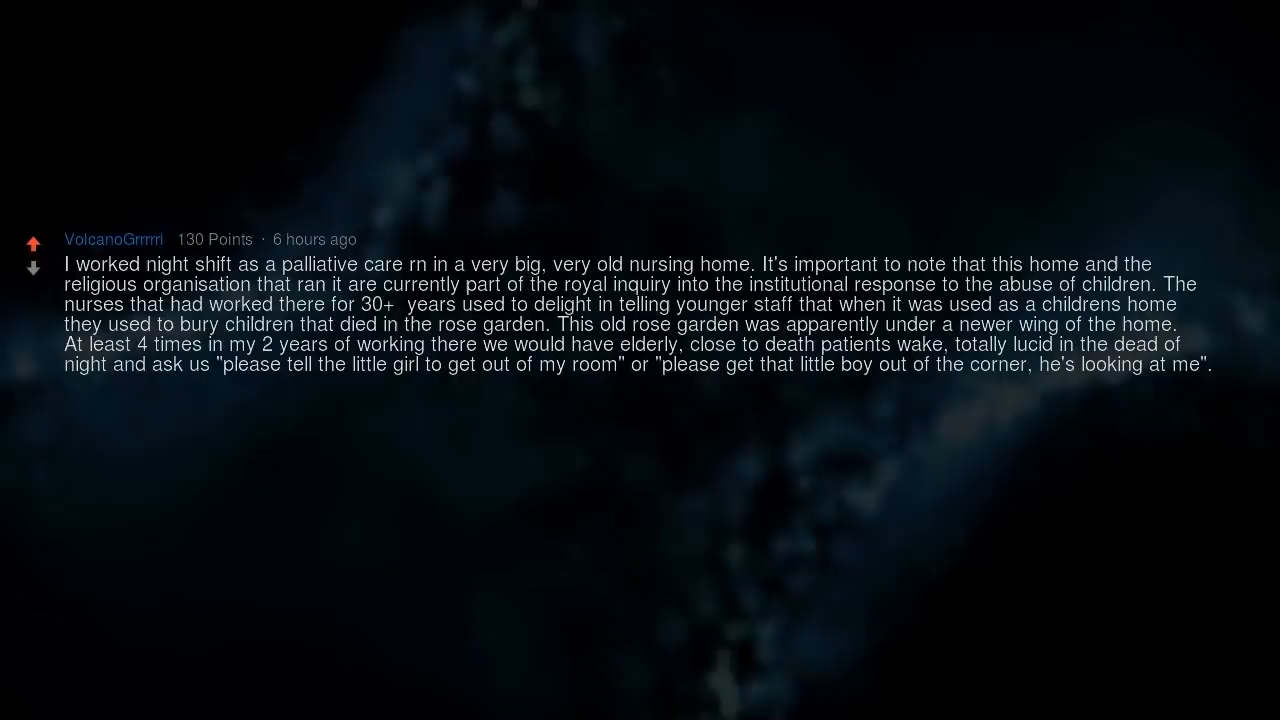 VolcanoGrrrrl 130 Points · 6 hours ago
I worked night shift as a palliative care rn in a very big, very old nursing home. It's important to note that this home and the
religious organisation that ran it are currently part of the royal inquiry into the institutional response to the abuse of children. The
nurses that had worked there for 30+  years used to delight in telling younger staff that when it was used as a childrens home
they used to bury children that died in the rose garden. This old rose garden was apparently under a newer wing of the home.
At least 4 times in my 2 years of working there we would have elderly, close to death patients wake, totally lucid in the dead of
night and ask us "please tell the little girl to get out of my room" or "please get that little boy out of the corner, he's looking at me".